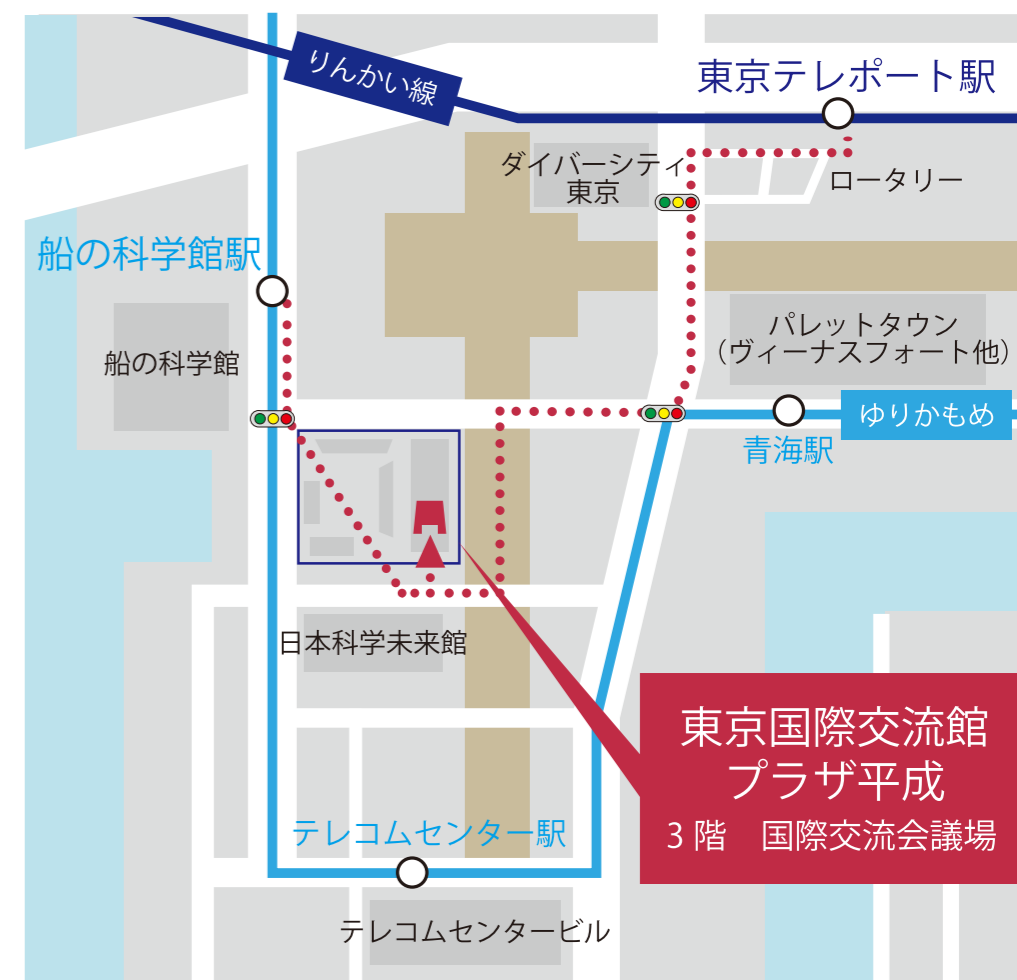 りんかい線
東京テレポート駅
ダイバーシティ
東京
ロータリー
船の科学館駅
船の科学館
パレットタウン
（ヴィーナスフォート他）
ゆりかもめ
青海駅
日本科学未来館
東京国際交流館
プラザ平成
3 階　国際交流会議場
テレコムセンター駅
テレコムセンタービル